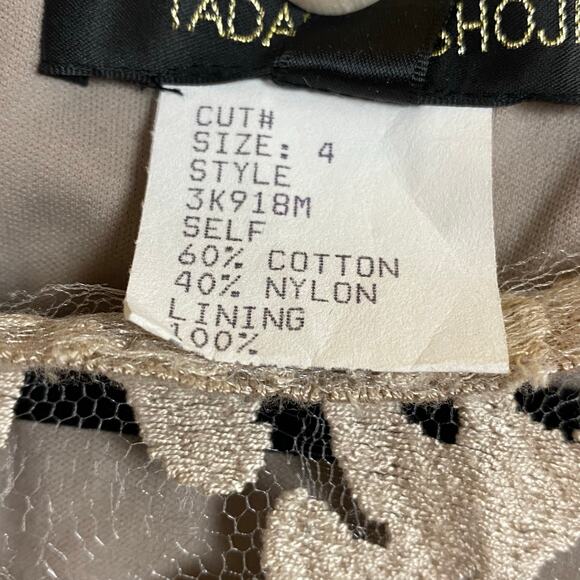 TADA SHOJI
CUT#
SIZE: 4
STYLE
3K918M
SELF
60% COTTON
40% NYLON
LINING
100%